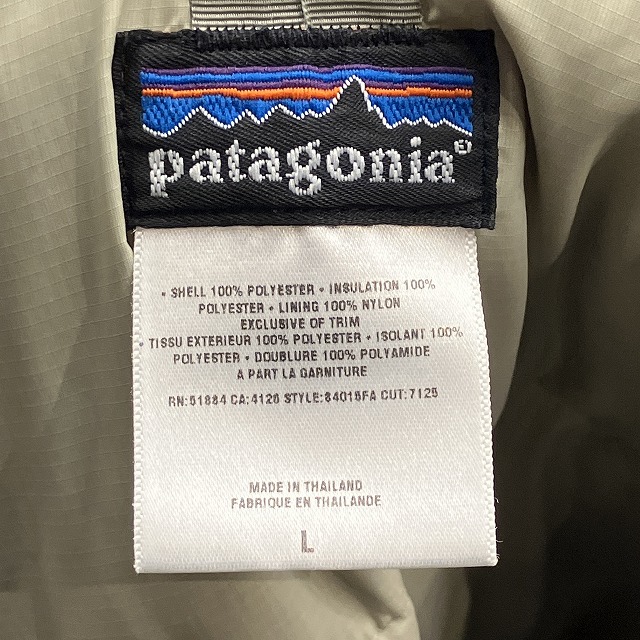 patagonia®
• SHELL 100% POLYESTER • INSULATION 100%
POLYESTER • LINING 100% NYLON
EXCLUSIVE OF TRIM
• TISSU EXTERIEUR 100% POLYESTER • ISOLANT 100%
POLYESTER • DOUBLURE 100% POLYAMIDE
A PART LA GARNITURE
RN:51884 CA:4126 STYLE:84015FA CUT:7125
MADE IN THAILAND
FABRIQUE EN THAILANDE
L